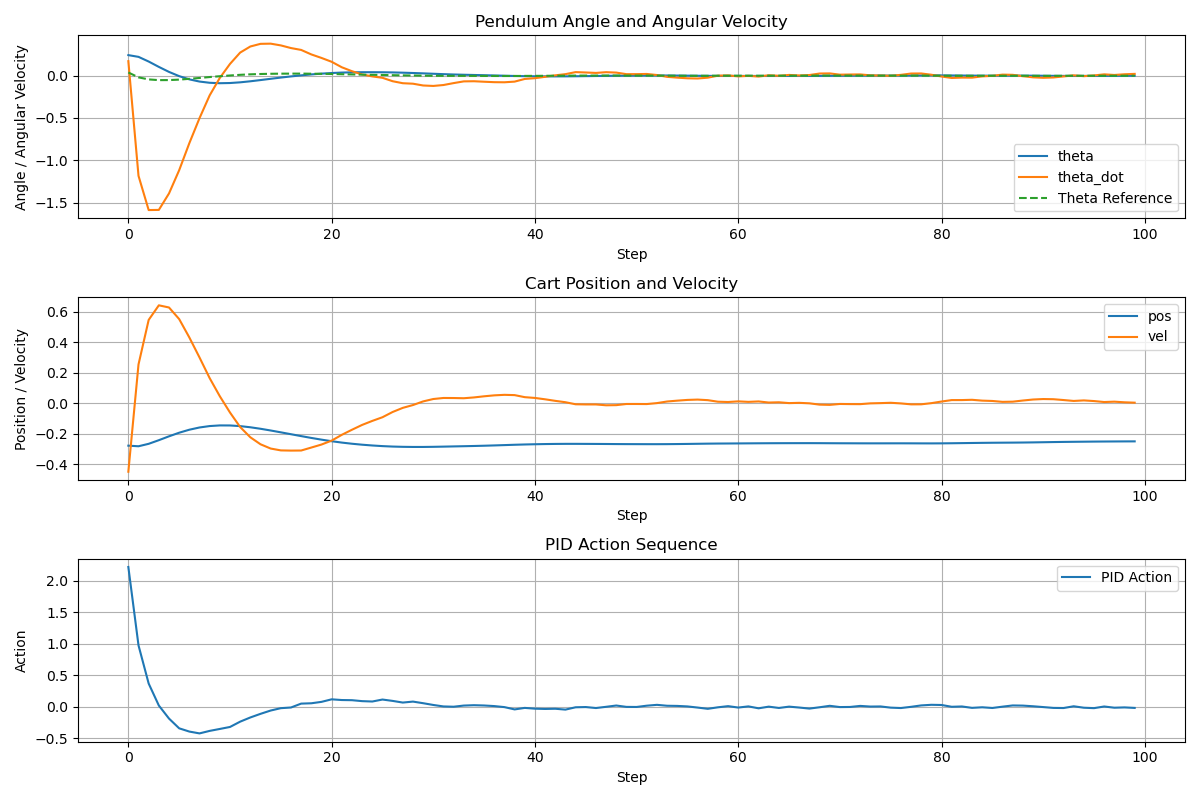 Pendulum Angle and Angular Velocity
Angle / Angular Velocity
0.0
−0.5
−1.0
−1.5
theta
theta_dot
Theta Reference
0 20 40 60 80 100
Step
Cart Position and Velocity
Position / Velocity
0.6
0.4
0.2
0.0
−0.2
−0.4
pos
vel
0 20 40 60 80 100
Step
PID Action Sequence
Action
2.0
1.5
1.0
0.5
0.0
−0.5
PID Action
0 20 40 60 80 100
Step